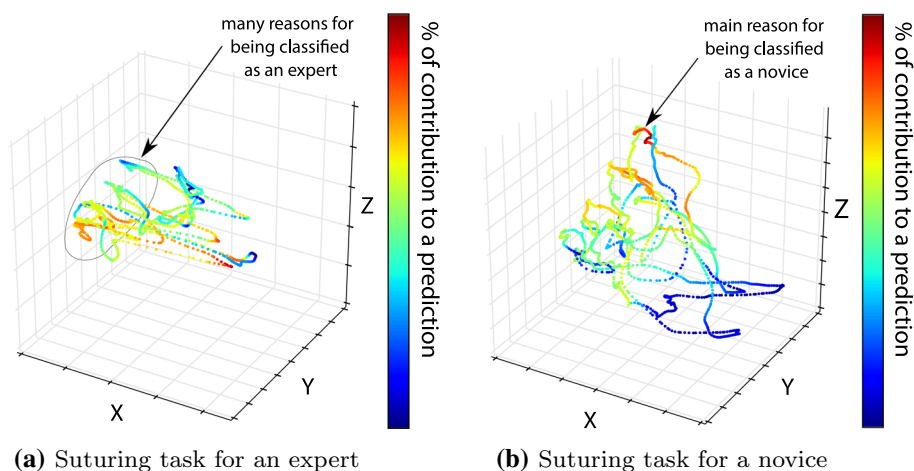 many reasons for
being classified
as an expert
Z
Y
X
% of contribution to a prediction
(a) Suturing task for an expert
main reason for
being classified
as a novice
Z
Y
X
% of contribution to a prediction
(b) Suturing task for a novice